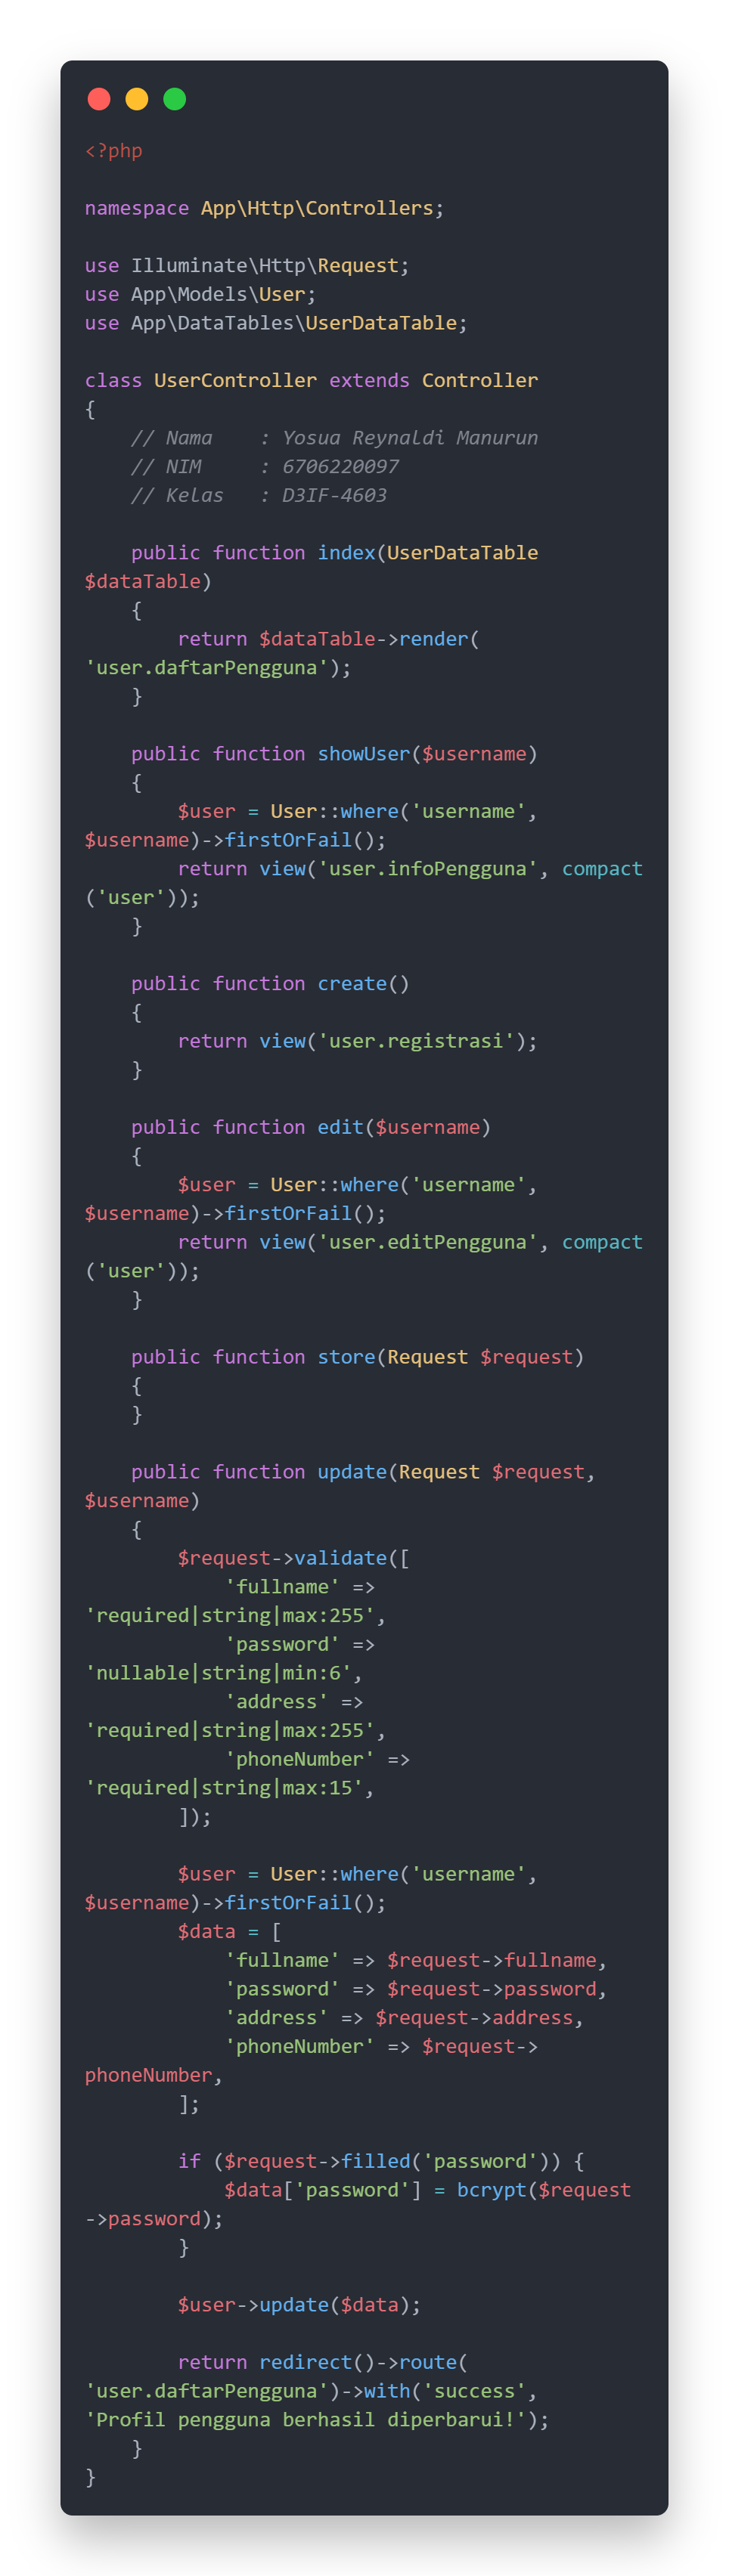 <?php
namespace App\Http\Controllers;
use Illuminate\Http\Request;
use App\Models\User;
use App\DataTables\UserDataTable;
class UserController extends Controller
{
    // Nama    : Yosua Reynaldi Manurun
    // NIM     : 6706220097
    // Kelas   : D3IF-4603
    public function index(UserDataTable
$dataTable)
    {
        return $dataTable->render(
'user.daftarPengguna');
    }
    public function showUser($username)
    {
        $user = User::where('username',
$username)->firstOrFail();
        return view('user.infoPengguna', compact
('user'));
    }
    public function create()
    {
        return view('user.registrasi');
    }
    public function edit($username)
    {
        $user = User::where('username',
$username)->firstOrFail();
        return view('user.editPengguna', compact
('user'));
    }
    public function store(Request $request)
    {
    }
    public function update(Request $request,
$username)
    {
        $request->validate([
            'fullname' =>
'required|string|max:255',
            'password' =>
'nullable|string|min:6',
            'address' =>
'required|string|max:255',
            'phoneNumber' =>
'required|string|max:15',
        ]);
        $user = User::where('username',
$username)->firstOrFail();
        $data = [
            'fullname' => $request->fullname,
            'password' => $request->password,
            'address' => $request->address,
            'phoneNumber' => $request->
phoneNumber,
        ];
        if ($request->filled('password')) {
            $data['password'] = bcrypt($request
->password);
        }
        $user->update($data);
        return redirect()->route(
'user.daftarPengguna')->with('success',
'Profil pengguna berhasil diperbarui!');
    }
}